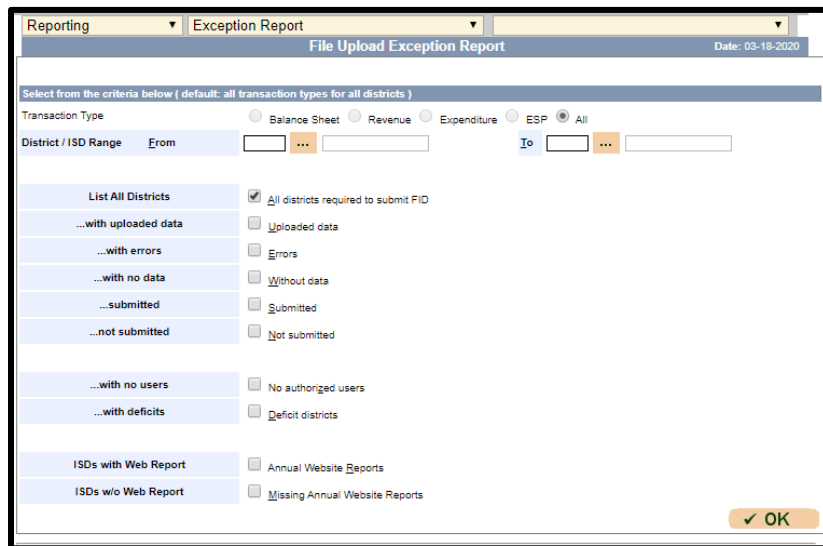 Reporting Exception Report
File Upload Exception Report Date: 03-18-2020
Select from the criteria below ( default: all transaction types for all districts )
Transaction Type Balance Sheet Revenue Expenditure ESP All
District / ISD Range From ... To ...
List All Districts All districts required to submit FID
...with uploaded data Uploaded data
...with errors Errors
...with no data Without data
...submitted Submitted
...not submitted Not submitted
...with no users No authorized users
...with deficits Deficit districts
ISDs with Web Report Annual Website Reports
ISDs w/o Web Report Missing Annual Website Reports
✓ OK